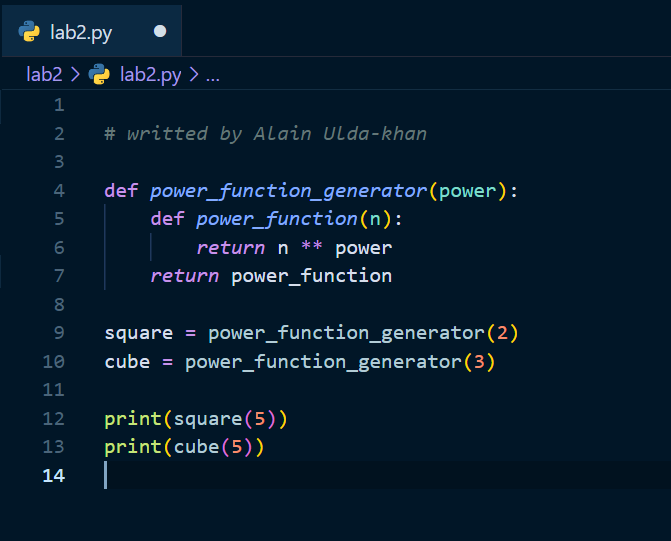 lab2.py
lab2 > lab2.py > ...
1
2 # writted by Alain Ulda-khan
3
4 def power_function_generator(power):
5     def power_function(n):
6         return n ** power
7     return power_function
8
9 square = power_function_generator(2)
10 cube = power_function_generator(3)
11
12 print(square(5))
13 print(cube(5))
14